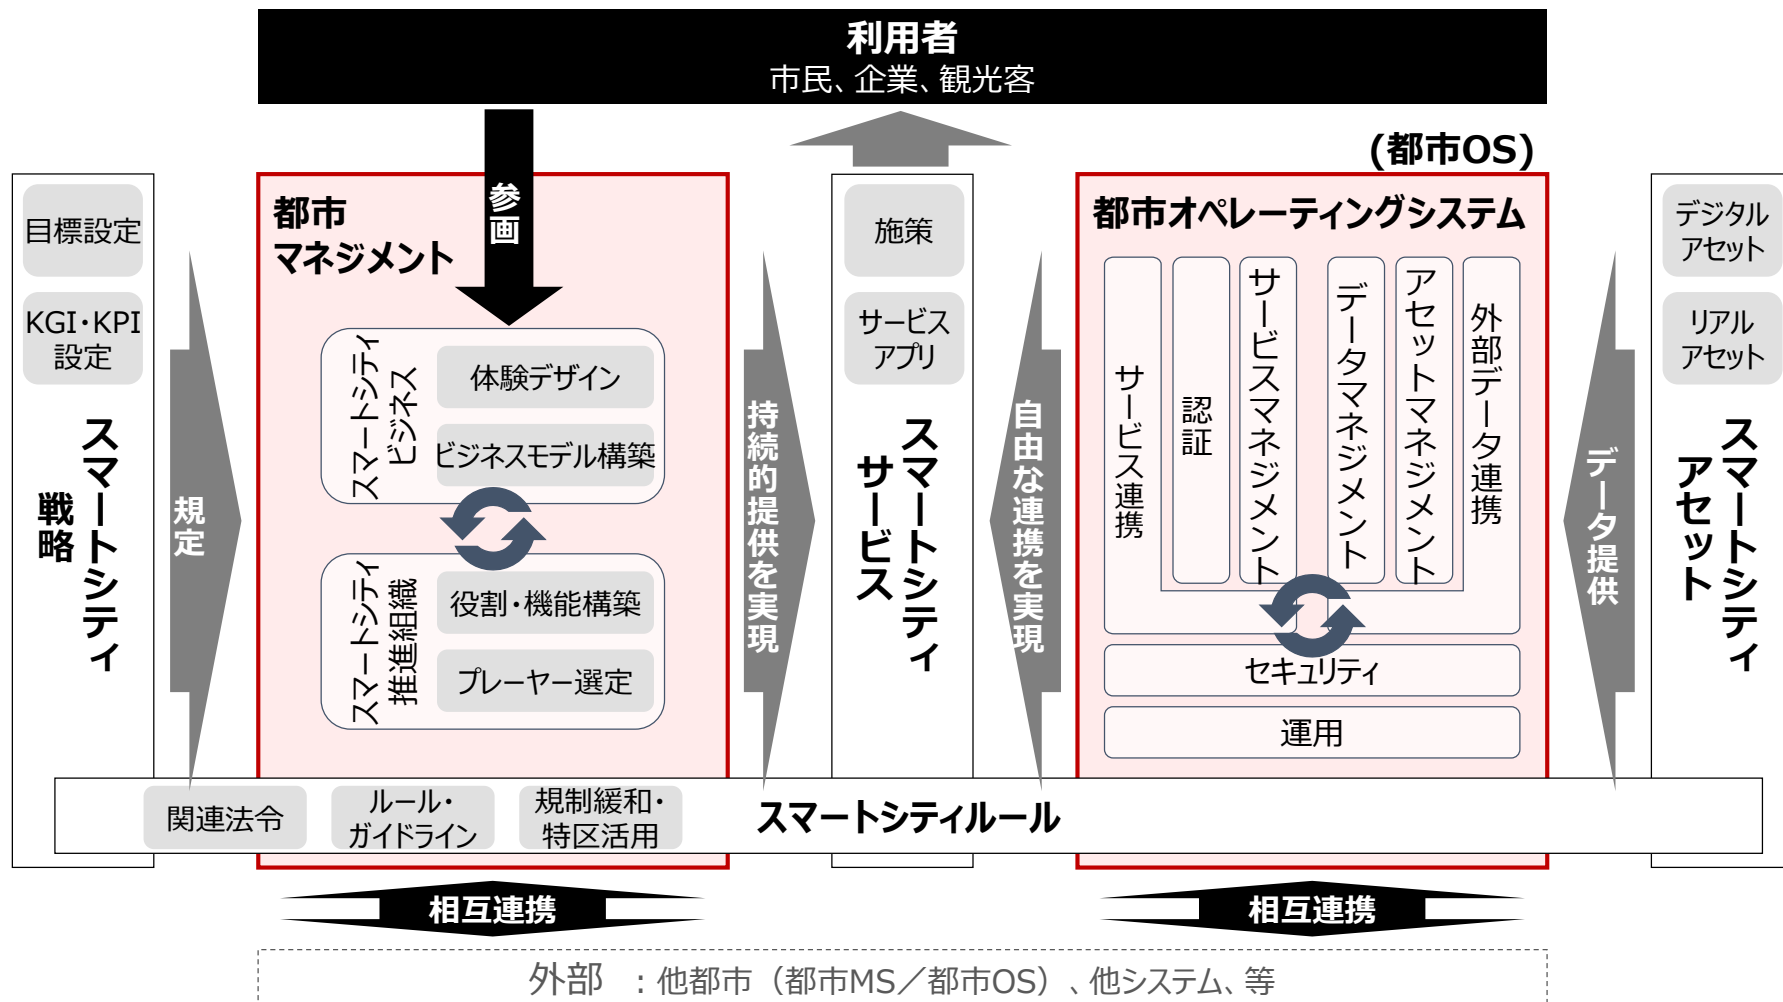 利用者
市民、企業、観光客
(都市OS)
参画
目標設定
KGI・KPI
設定
スマートシティ
戦略
規定
都市
マネジメント
スマートシティ
ビジネス
体験デザイン
ビジネスモデル構築
スマートシティ
推進組織
役割・機能構築
プレーヤー選定
持続的提供を実現
施策
サービス
アプリ
スマートシティ
サービス
自由な連携を実現
都市オペレーティングシステム
サービス連携
認証
サービスマネジメント
データマネジメント
アセットマネジメント
外部データ連携
セキュリティ
運用
データ提供
デジタル
アセット
リアル
アセット
スマートシティ
アセット
関連法令
ルール・
ガイドライン
規制緩和・
特区活用
スマートシティルール
相互連携
相互連携
外部 ：他都市（都市MS／都市OS）、他システム、等